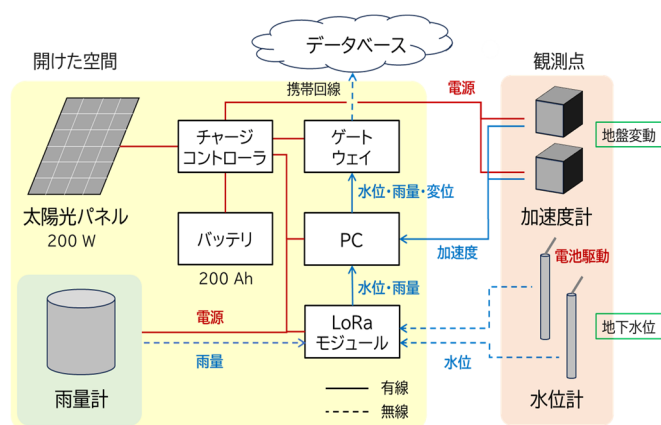 データベース
開けた空間
観測点
携帯回線
電源
チャージ
コントローラ
ゲート
ウェイ
地盤変動
水位・雨量・変位
太陽光パネル
200 W
バッテリ
PC
加速度
加速度計
200 Ah
電池駆動
水位・雨量
電源
LoRa
モジュール
地下水位
雨量
水位
雨量計
有線
無線
水位計